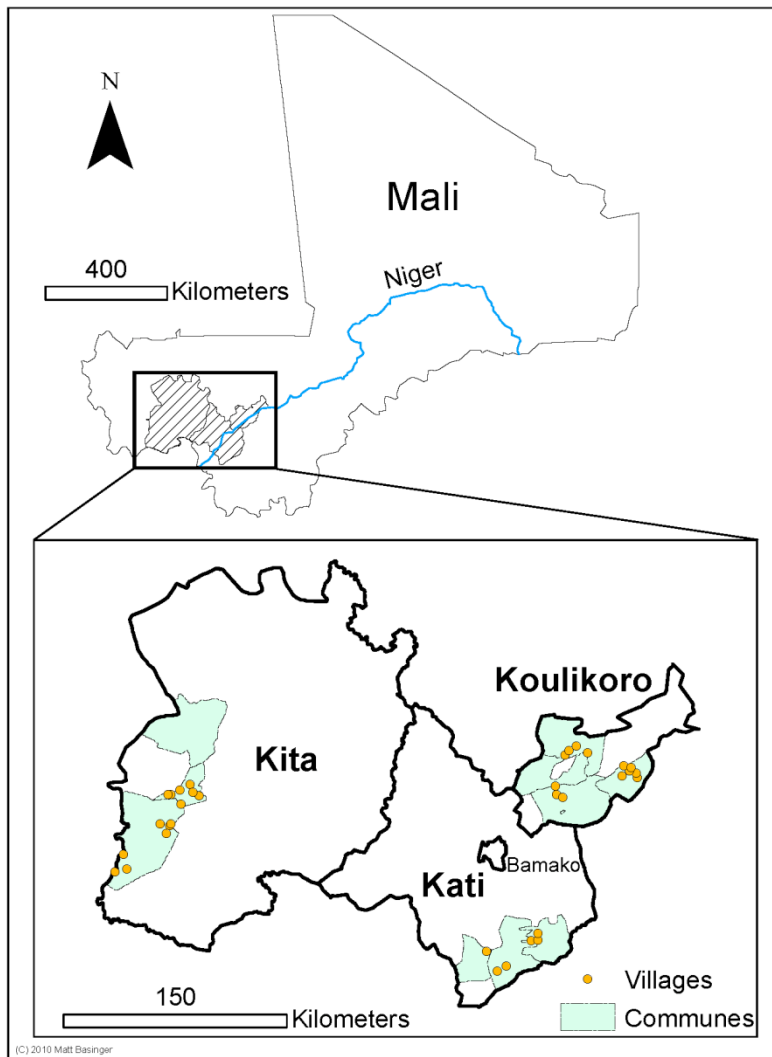 N
Mali
Niger
400
Kilometers
Koulikoro
Kita
Bamako
Kati
Villages
150
Kilometers
Communes
(C) 2010 Matt Basinger